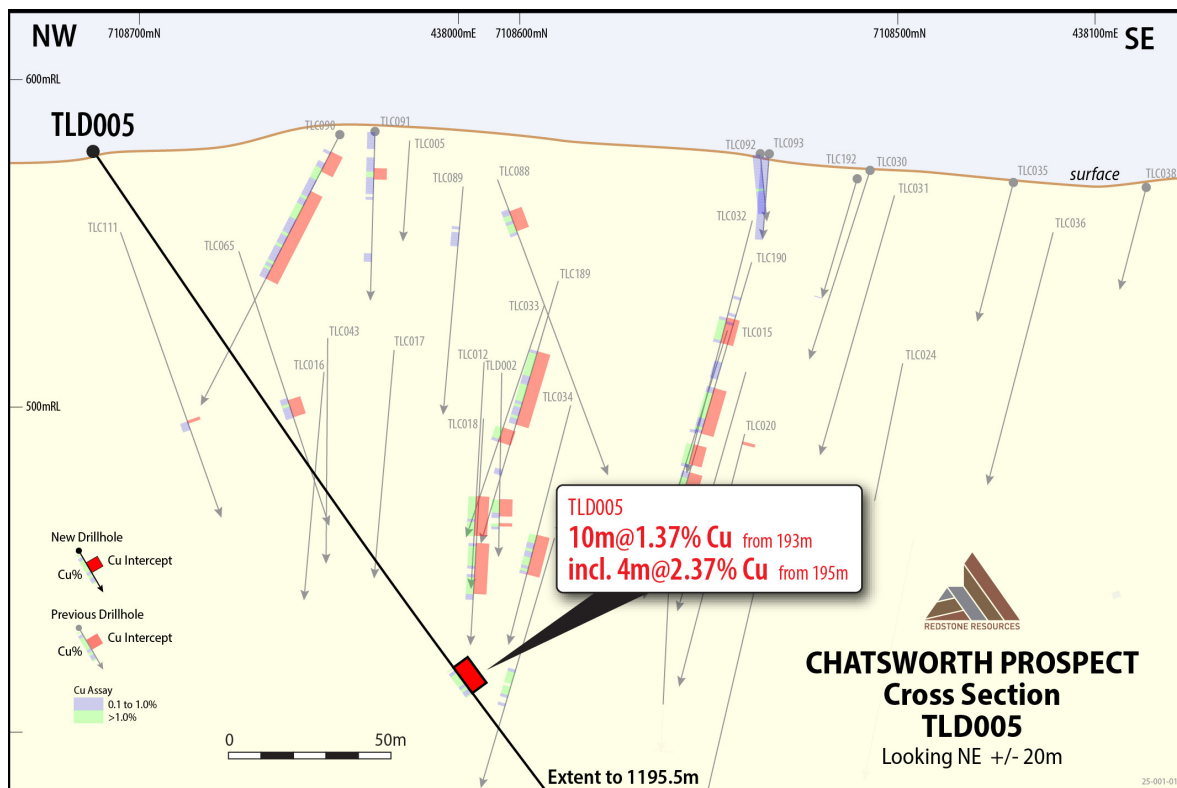 NW
7108700mN
438000mE
7108600mN
7108500mN
438100mE
SE
600mRL
TLD005
TLC090
TLC091
TLC005
TLC089
TLC088
TLC092
TLC093
TLC192
TLC030
TLC031
TLC035
surface
TLC038
TLC111
TLC065
TLC032
TLC036
TLC190
TLC189
TLC033
TLC043
TLC017
TLC015
TLC016
TLC012
TLD002
TLC024
500mRL
TLC034
TLC018
TLC020
TLD005
10m@1.37% Cu from 193m
incl. 4m@2.37% Cu from 195m
New Drillhole
Cu Intercept
Cu%
Previous Drillhole
Cu Intercept
Cu%
Cu Assay
0.1 to 1.0%
>1.0%
0
50m
REDSTONE RESOURCES
CHATSWORTH PROSPECT
Cross Section
TLD005
Looking NE +/- 20m
Extent to 1195.5m
25-001-01